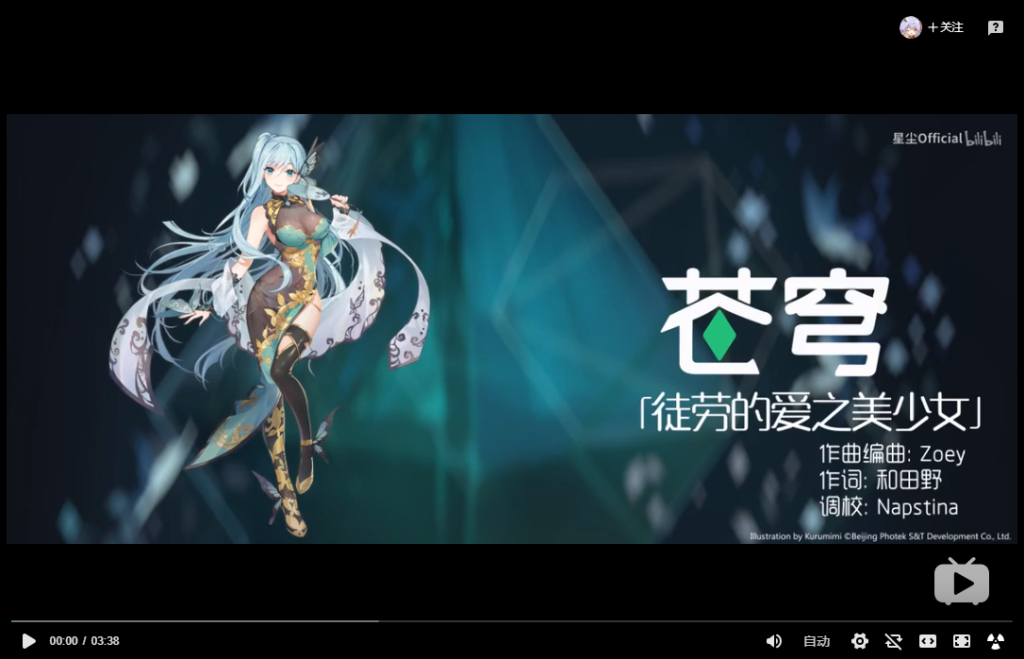 +关注
星尘Official bilibili
苍穹
「徒劳的爱之美少女」
作曲编曲: Zoey
作词: 和田野
调校: Napstina
Illustration by Kurumimi ©Beijing Photek S&T Development Co., Ltd.
00:00 / 03:38
自动